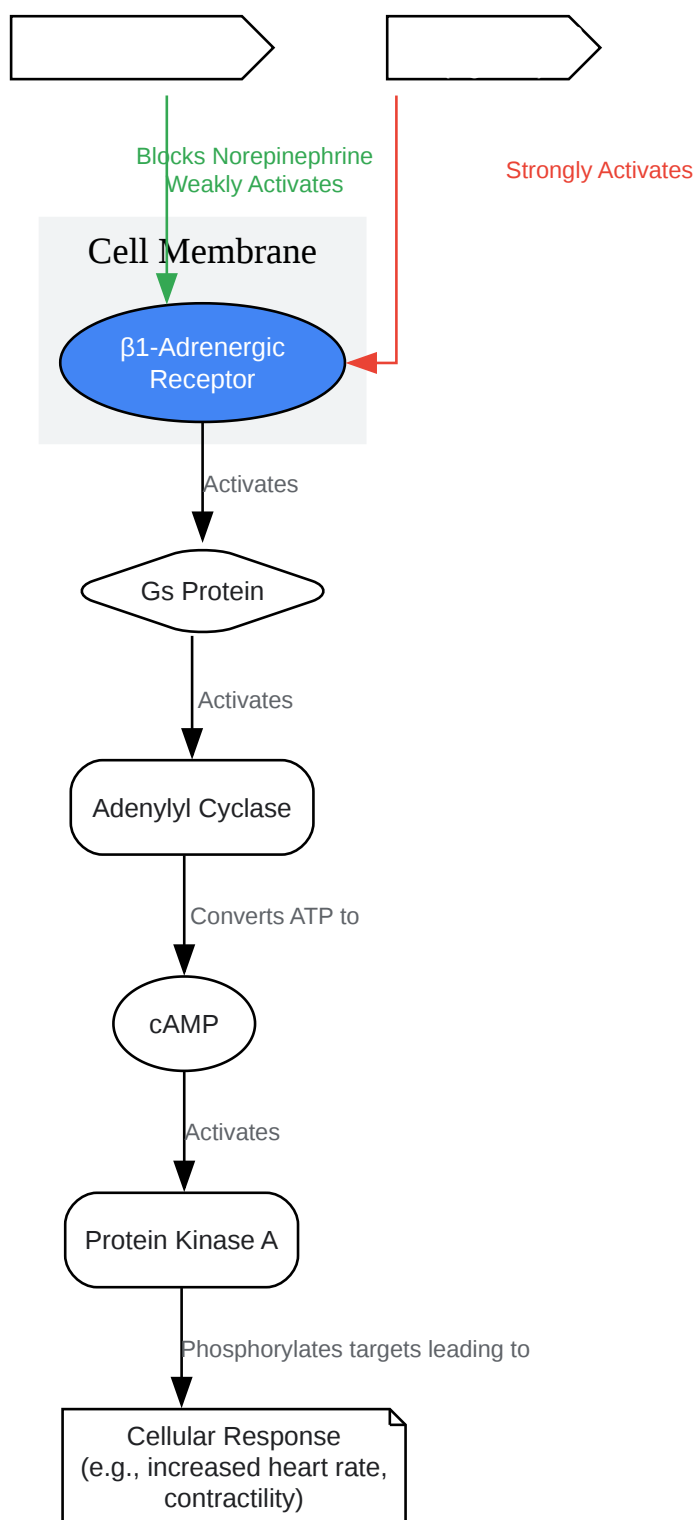 Blocks Norepinephrine
Weakly Activates
Strongly Activates
Cell Membrane
β1-Adrenergic
Receptor
Activates
Gs Protein
Activates
Adenylyl Cyclase
Converts ATP to
cAMP
Activates
Protein Kinase A
Phosphorylates targets leading to
Cellular Response
(e.g., increased heart rate,
contractility)